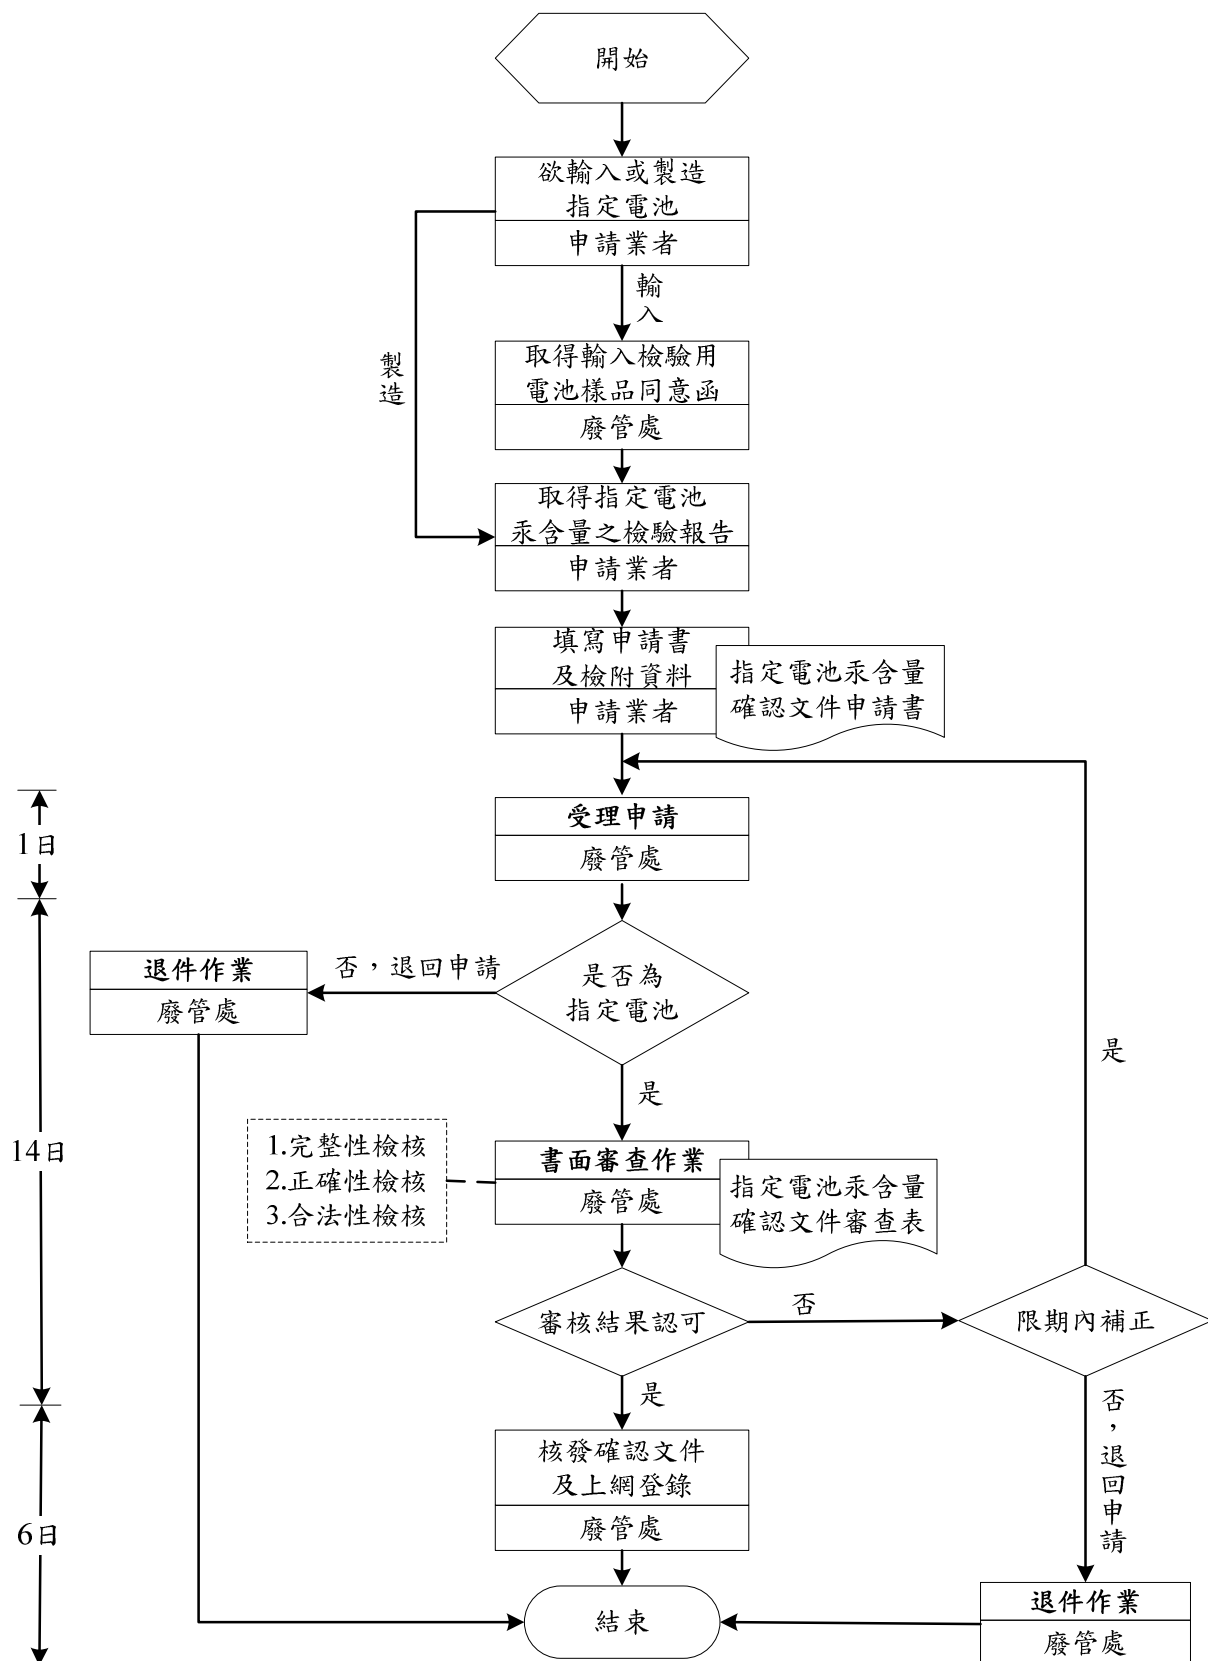 開始
欲輸入或製造
指定電池
申請業者
輸入
製造
取得輸入檢驗用
電池樣品同意函
廢管處
取得指定電池
汞含量之檢驗報告
申請業者
填寫申請書
及檢附資料
申請業者
指定電池汞含量
確認文件申請書
1日
受理申請
廢管處
退件作業
廢管處
否，退回申請
是否為
指定電池
是
是
14日
1.完整性檢核
2.正確性檢核
3.合法性檢核
書面審查作業
廢管處
指定電池汞含量
確認文件審查表
審核結果認可
否
限期內補正
是
否，退回申請
核發確認文件
及上網登錄
廢管處
6日
結束
退件作業
廢管處